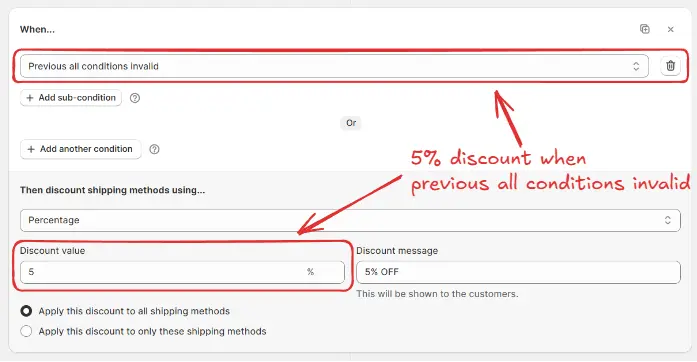 When...
Previous all conditions invalid
+ Add sub-condition
Or
+ Add another condition
5% discount when
previous all conditions invalid
Then discount shipping methods using...
Percentage
Discount value
Discount message
5 %
5% OFF
This will be shown to the customers.
Apply this discount to all shipping methods
Apply this discount to only these shipping methods